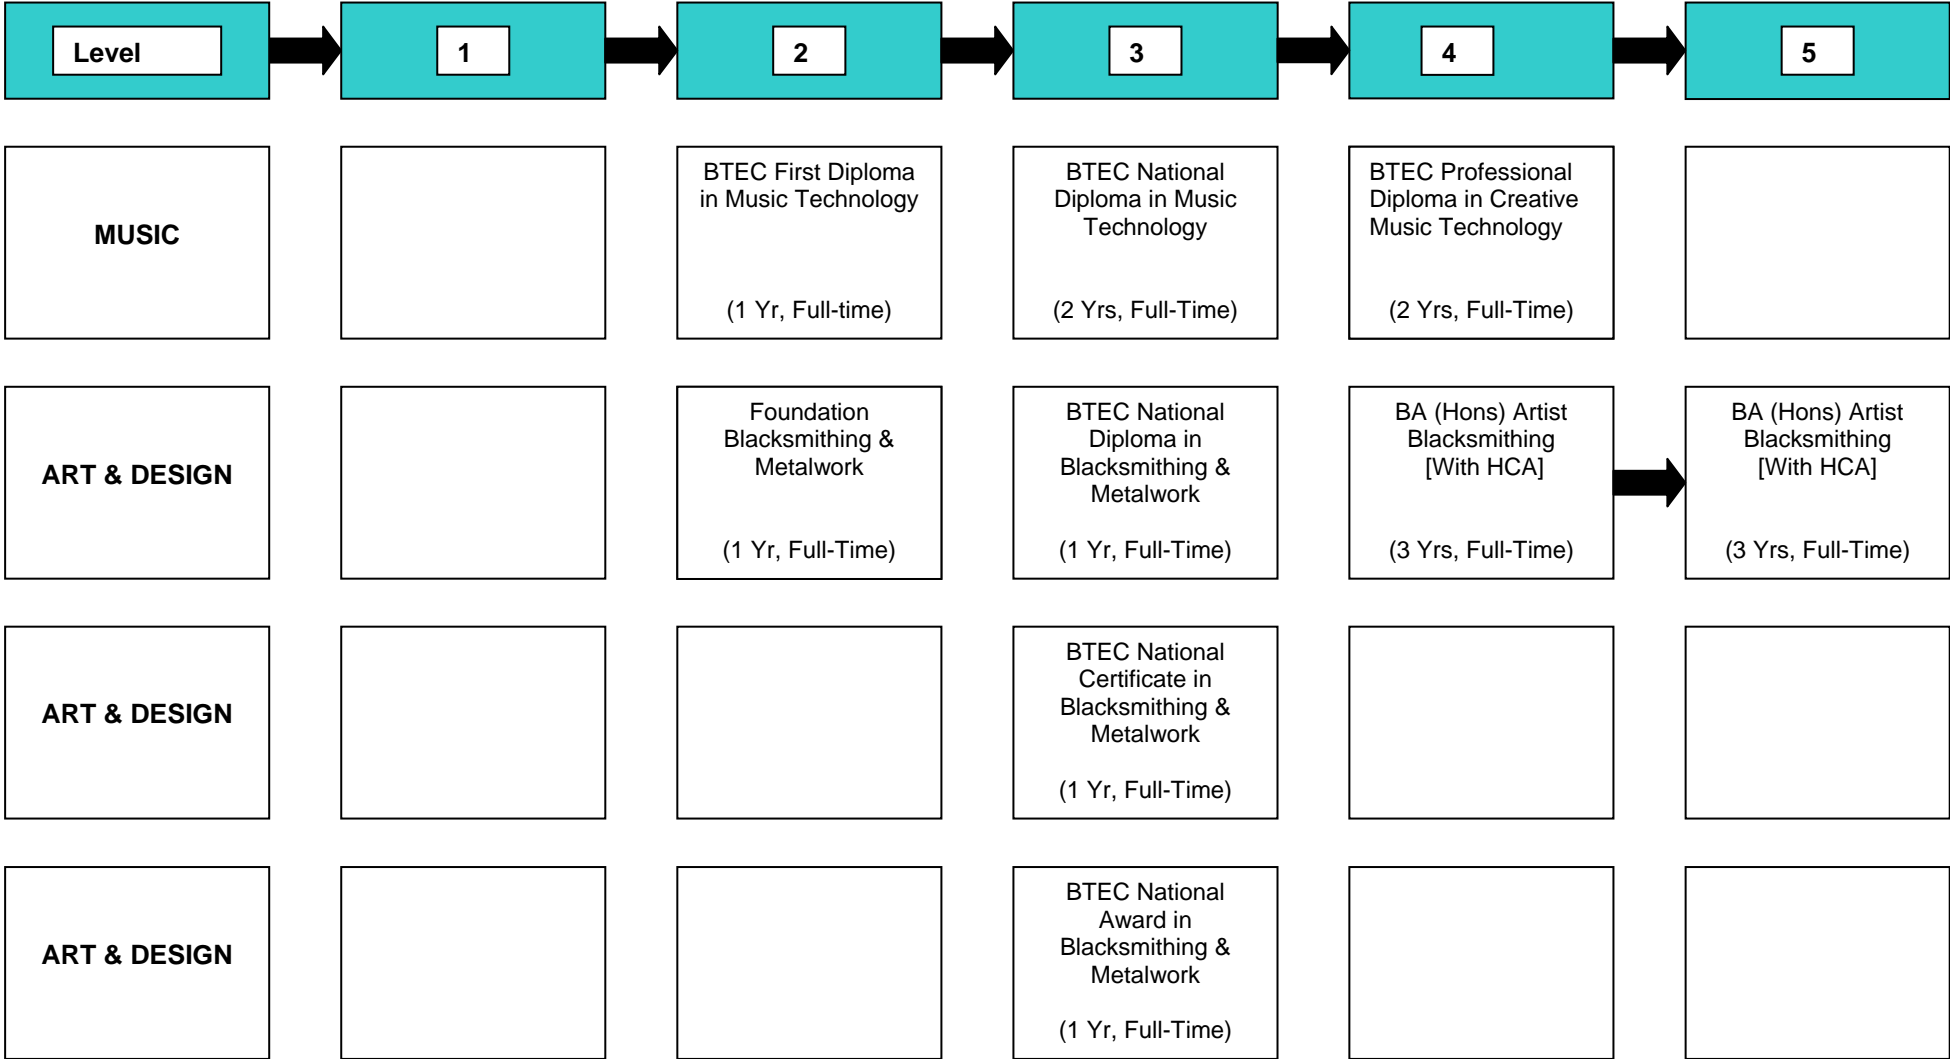 Level
1
2
3
4
5
MUSIC
BTEC First Diploma
in Music Technology
(1 Yr, Full-time)
BTEC National
Diploma in Music
Technology
(2 Yrs, Full-Time)
BTEC Professional
Diploma in Creative
Music Technology
(2 Yrs, Full-Time)
ART & DESIGN
Foundation
Blacksmithing &
Metalwork
(1 Yr, Full-Time)
BTEC National
Diploma in
Blacksmithing &
Metalwork
(1 Yr, Full-Time)
BA (Hons) Artist
Blacksmithing
[With HCA]
(3 Yrs, Full-Time)
BA (Hons) Artist
Blacksmithing
[With HCA]
(3 Yrs, Full-Time)
ART & DESIGN
BTEC National
Certificate in
Blacksmithing &
Metalwork
(1 Yr, Full-Time)
ART & DESIGN
BTEC National
Award in
Blacksmithing &
Metalwork
(1 Yr, Full-Time)